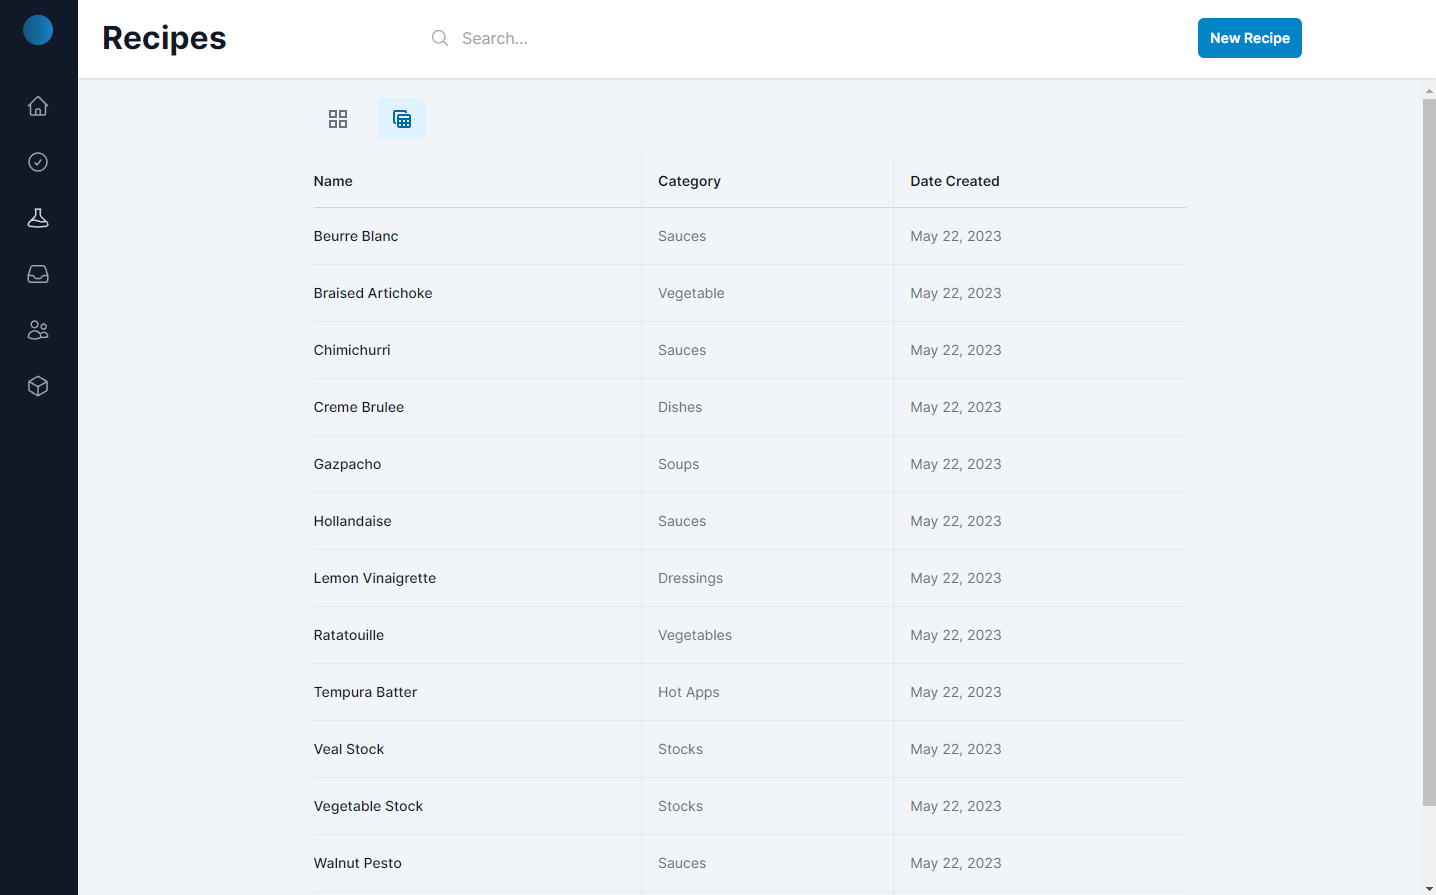 Recipes
Search...
New Recipe
Name Category Date Created
Beurre Blanc Sauces May 22, 2023
Braised Artichoke Vegetable May 22, 2023
Chimichurri Sauces May 22, 2023
Creme Brulee Dishes May 22, 2023
Gazpacho Soups May 22, 2023
Hollandaise Sauces May 22, 2023
Lemon Vinaigrette Dressings May 22, 2023
Ratatouille Vegetables May 22, 2023
Tempura Batter Hot Apps May 22, 2023
Veal Stock Stocks May 22, 2023
Vegetable Stock Stocks May 22, 2023
Walnut Pesto Sauces May 22, 2023